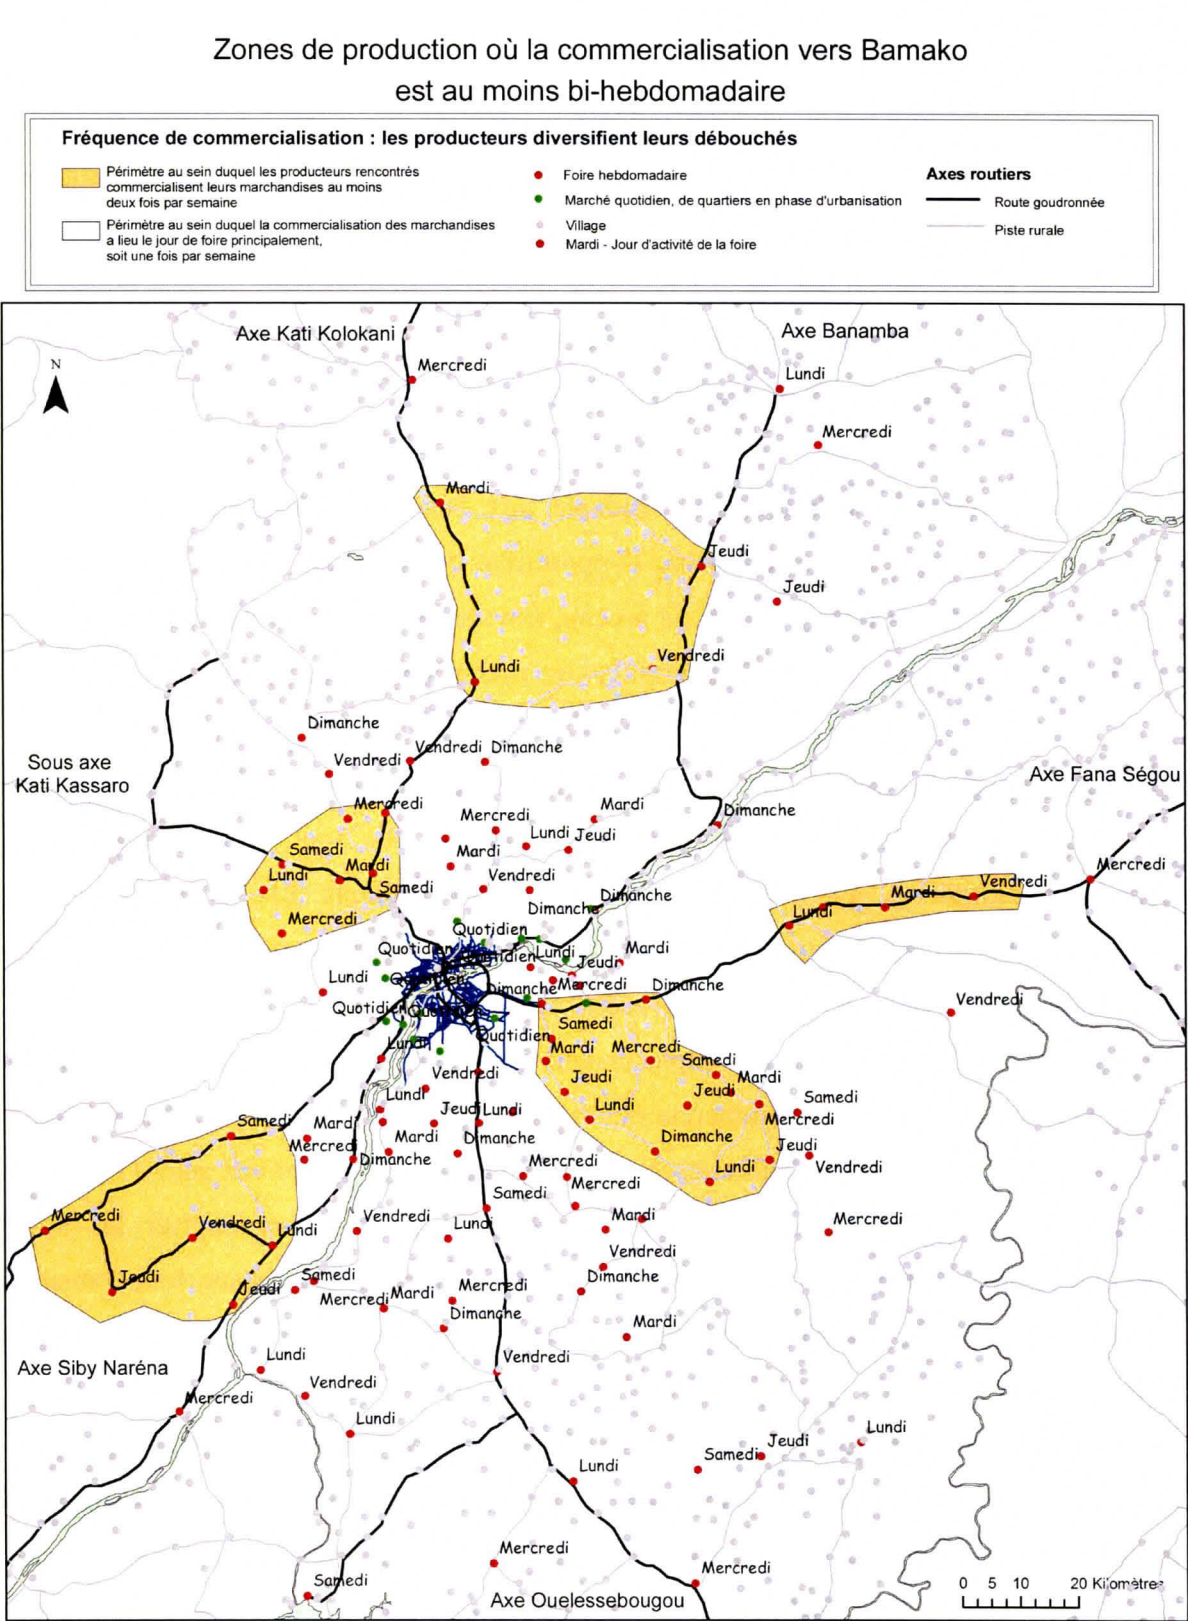 Zones de production où la commercialisation vers Bamako
est au moins bi-hebdomadaire
Fréquence de commercialisation : les producteurs diversifient leurs débouchés
Périmètre au sein duquel les producteurs rencontrés
commercialisent leurs marchandises au moins
deux fois par semaine
Périmètre au sein duquel la commercialisation des marchandises
a lieu le jour de foire principalement,
soit une fois par semaine
Foire hebdomadaire
Marché quotidien, de quartiers en phase d'urbanisation
Village
Mardi - Jour d'activité de la foire
Axes routiers
Route goudronnée
Piste rurale
Axe Kati Kolokani
Axe Banamba
N
Mercredi
Lundi
Mercredi
Mardi
Jeudi
Jeudi
Vendredi
Lundi
Dimanche
Vendredi
Dimanche
Vendredi
Sous axe
Kati Kassaro
Axe Fana Ségou
Mercredi
Mardi
Dimanche
Mercredi
Lundi
Jeudi
Samedi
Mardi
Mardi
Lundi
Samedi
Vendredi
Mercredi
Vendredi
Mardi
Dimanche
Dimanche
Lundi
Mercredi
Quotidien
Quotidien
Quotidien
Lundi
Mardi
Jeudi
Lundi
Quotidien
Dimanche
Mercredi
Dimanche
Vendredi
Quotidien
Quotidien
Samedi
Quotidien
Lundi
Mardi
Mercredi
Samedi
Vendredi
Jeudi
Jeudi
Mardi
Lundi
Jeudi
Lundi
Lundi
Samedi
Samedi
Mardi
Mercredi
Mardi
Dimanche
Dimanche
Mercredi
Jeudi
Dimanche
Mercredi
Lundi
Vendredi
Mercredi
Samedi
Mercredi
Vendredi
Lundi
Vendredi
Lundi
Mardi
Mercredi
Vendredi
Jeudi
Samedi
Dimanche
Jeudi
Mercredi
Mardi
Mercredi
Dimanche
Mardi
Axe Siby Naréna
Lundi
Vendredi
Vendredi
Mercredi
Lundi
Lundi
Jeudi
Samedi
Lundi
Mercredi
Mercredi
Samedi
Axe Ouelessebougou
0 5 10 20 Kilomètres